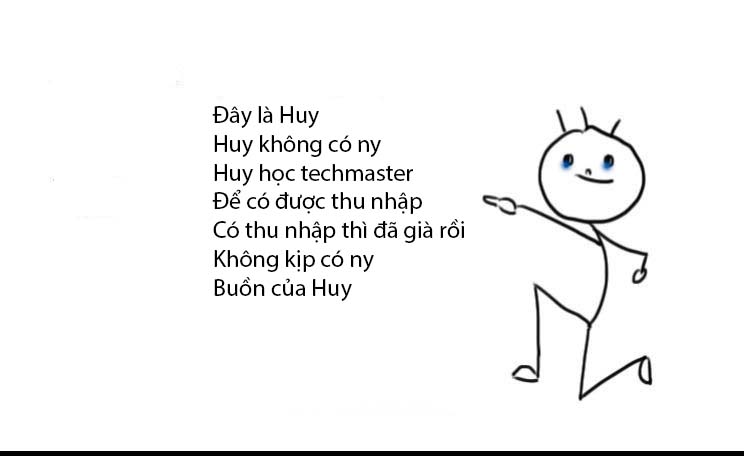 Đây là Huy
Huy không có ny
Huy học techmaster
Để có được thu nhập
Có thu nhập thì đã già rồi
Không kịp có ny
Buồn của Huy